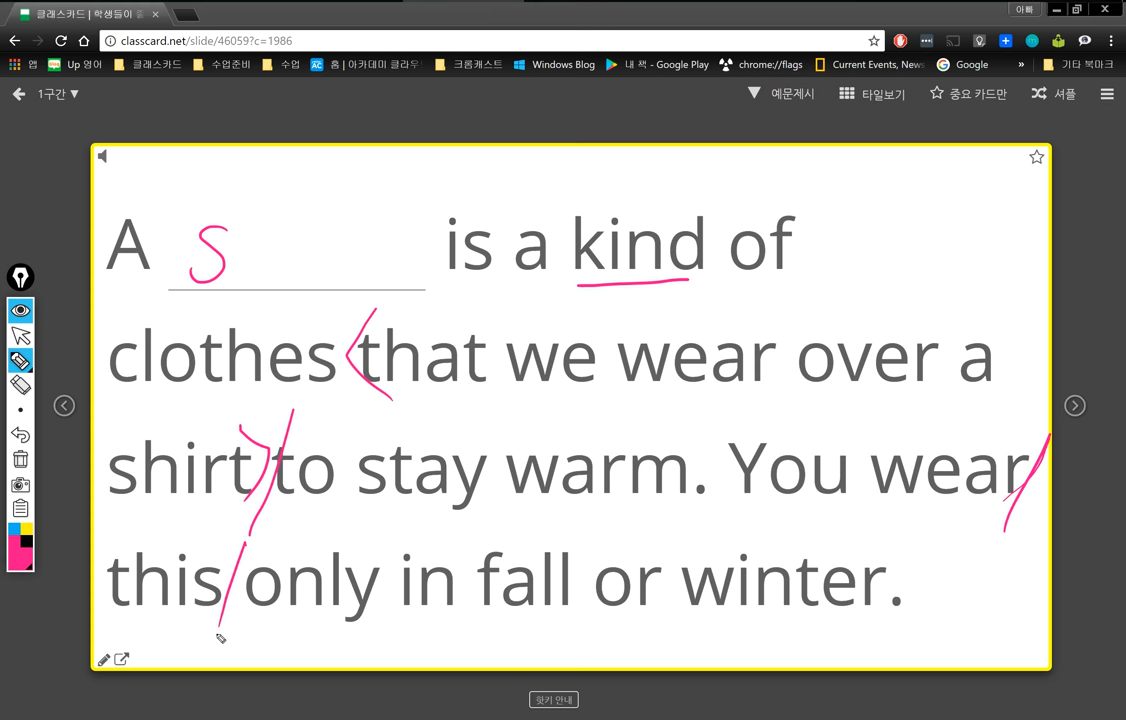 클래스카드 | 학생들이
아빠
classcard.net/slide/46059?c=1986
앱 Up 영어 클래스카드 수업준비 수업 홈 | 아카데미 클라우 크롬캐스트 Windows Blog 내 책 - Google Play chrome://flags Current Events, News Google » 기타 북마크
1구간 ▼ ▼ 예문제시 타일보기 중요 카드만 셔플
A S is a kind of
clothes that we wear over a
shirt to stay warm. You wear
this only in fall or winter.
핫키 안내